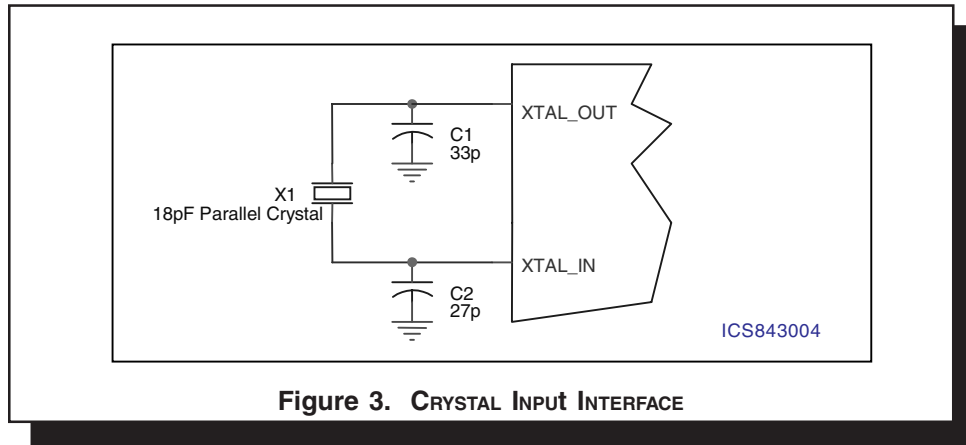 XTAL_OUT
C1
33p
X1
18pF Parallel Crystal
XTAL_IN
C2
27p
ICS843004
Figure 3. CRYSTAL INPUt INTERFACE